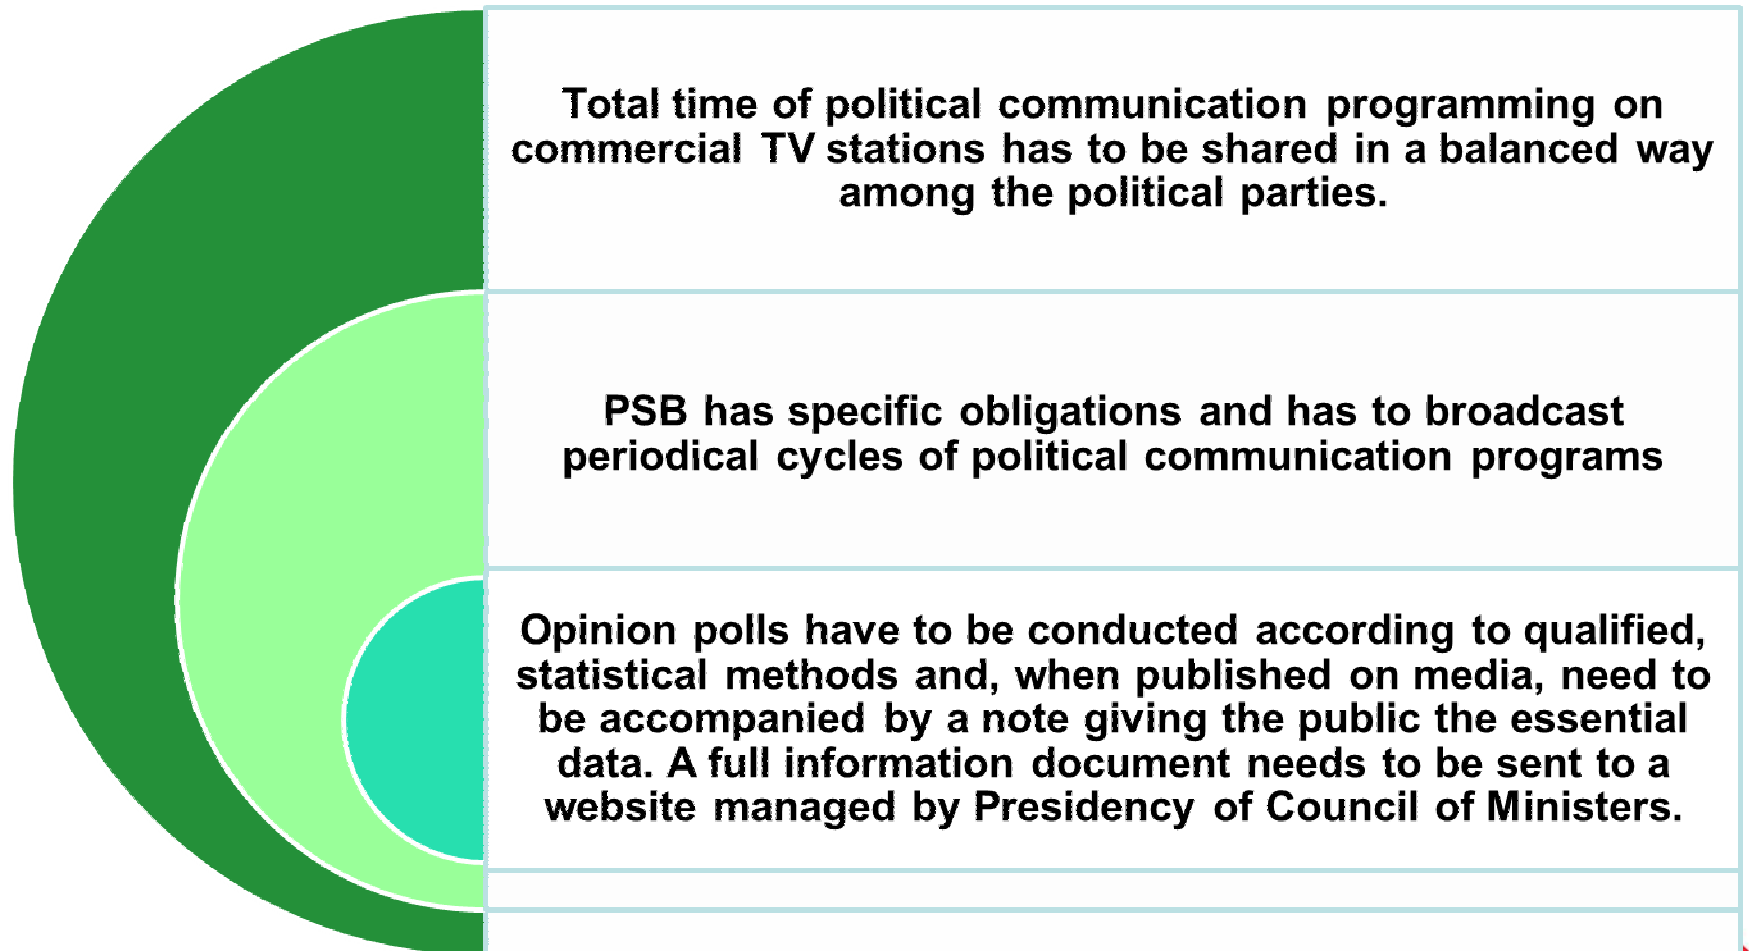 Total time of political communication programming on
commercial TV stations has to be shared in a balanced way
among the political parties.
PSB has specific obligations and has to broadcast
periodical cycles of political communication programs
Opinion polls have to be conducted according to qualified,
statistical methods and, when published on media, need to
be accompanied by a note giving the public the essential
data. A full information document needs to be sent to a
website managed by Presidency of Council of Ministers.